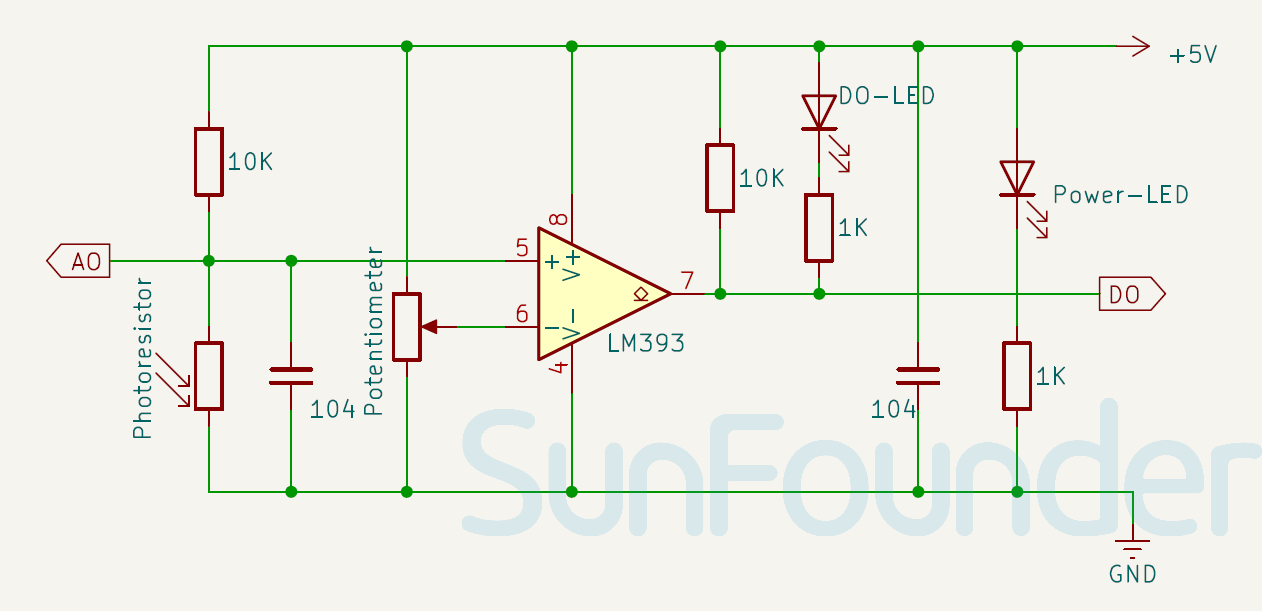 +5V
DO-LED
10K
10K
Power-LED
1K
8
5
AO
+
V+
7
DO
6
-
V-
LM393
4
Photoresistor
Potentiometer
1K
104
104
SunFounder
GND